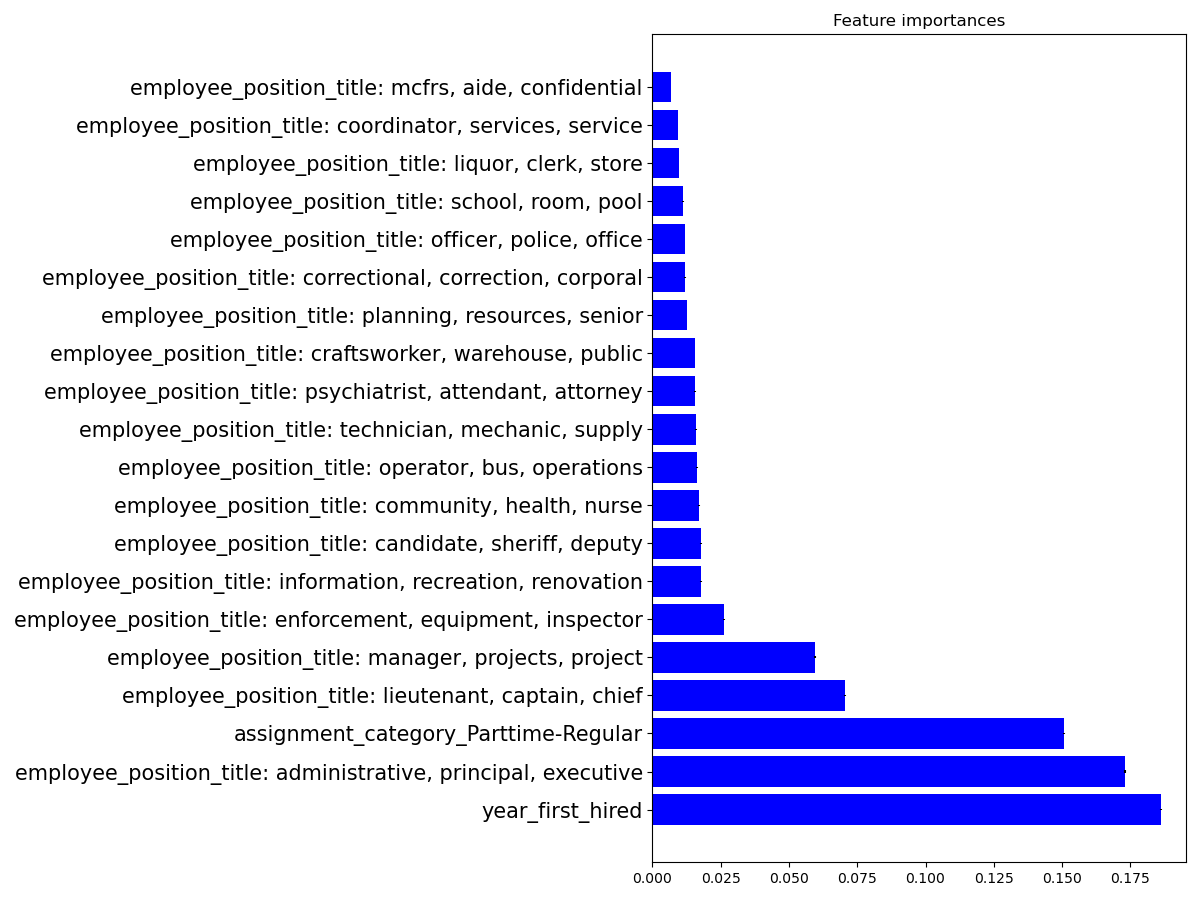 Feature importances
employee_position_title: mcfrs, aide, confidential
employee_position_title: coordinator, services, service
employee_position_title: liquor, clerk, store
employee_position_title: school, room, pool
employee_position_title: officer, police, office
employee_position_title: correctional, correction, corporal
employee_position_title: planning, resources, senior
employee_position_title: craftsworker, warehouse, public
employee_position_title: psychiatrist, attendant, attorney
employee_position_title: technician, mechanic, supply
employee_position_title: operator, bus, operations
employee_position_title: community, health, nurse
employee_position_title: candidate, sheriff, deputy
employee_position_title: information, recreation, renovation
employee_position_title: enforcement, equipment, inspector
employee_position_title: manager, projects, project
employee_position_title: lieutenant, captain, chief
assignment_category_Parttime-Regular
employee_position_title: administrative, principal, executive
year_first_hired
0.000 0.025 0.050 0.075 0.100 0.125 0.150 0.175